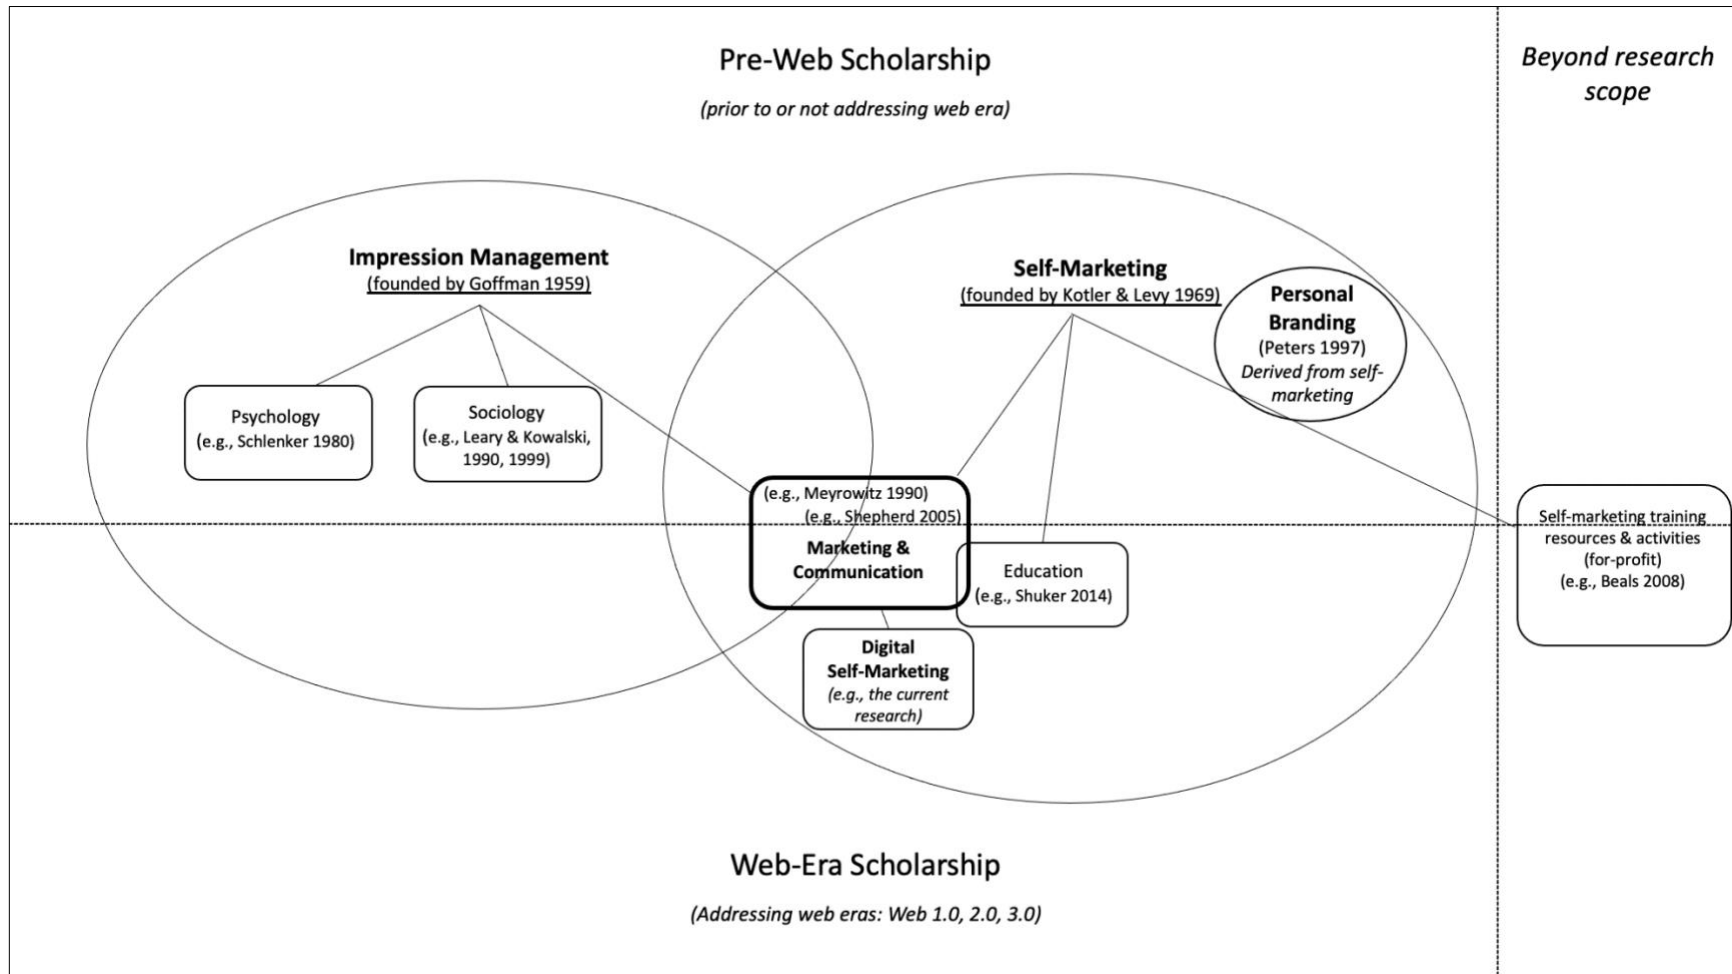 Pre-Web Scholarship
(prior to or not addressing web era)
Beyond research
scope
Impression Management
(founded by Goffman 1959)
Self-Marketing
(founded by Kotler & Levy 1969)
Personal
Branding
(Peters 1997)
Derived from self-
marketing
Psychology
(e.g., Schlenker 1980)
Sociology
(e.g., Leary & Kowalski,
1990, 1999)
(e.g., Meyrowitz 1990)
(e.g., Shepherd 2005)
Marketing &
Communication
Education
(e.g., Shuker 2014)
Self-marketing training
resources & activities
(for-profit)
(e.g., Beals 2008)
Digital
Self-Marketing
(e.g., the current
research)
Web-Era Scholarship
(Addressing web eras: Web 1.0, 2.0, 3.0)